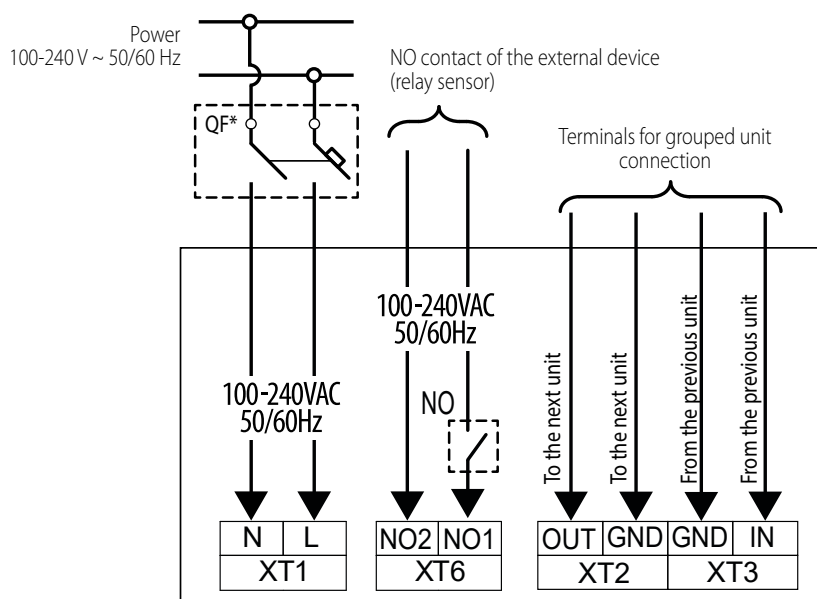 Power
100-240 V ~ 50/60 Hz
QF*
NO contact of the external device
(relay sensor)
Terminals for grouped unit
connection
100-240VAC
50/60Hz
100-240VAC
50/60Hz
NO
To the next unit
To the next unit
From the previous unit
From the previous unit
N L
XT1
NO2 NO1
XT6
OUT GND GND IN
XT2 XT3